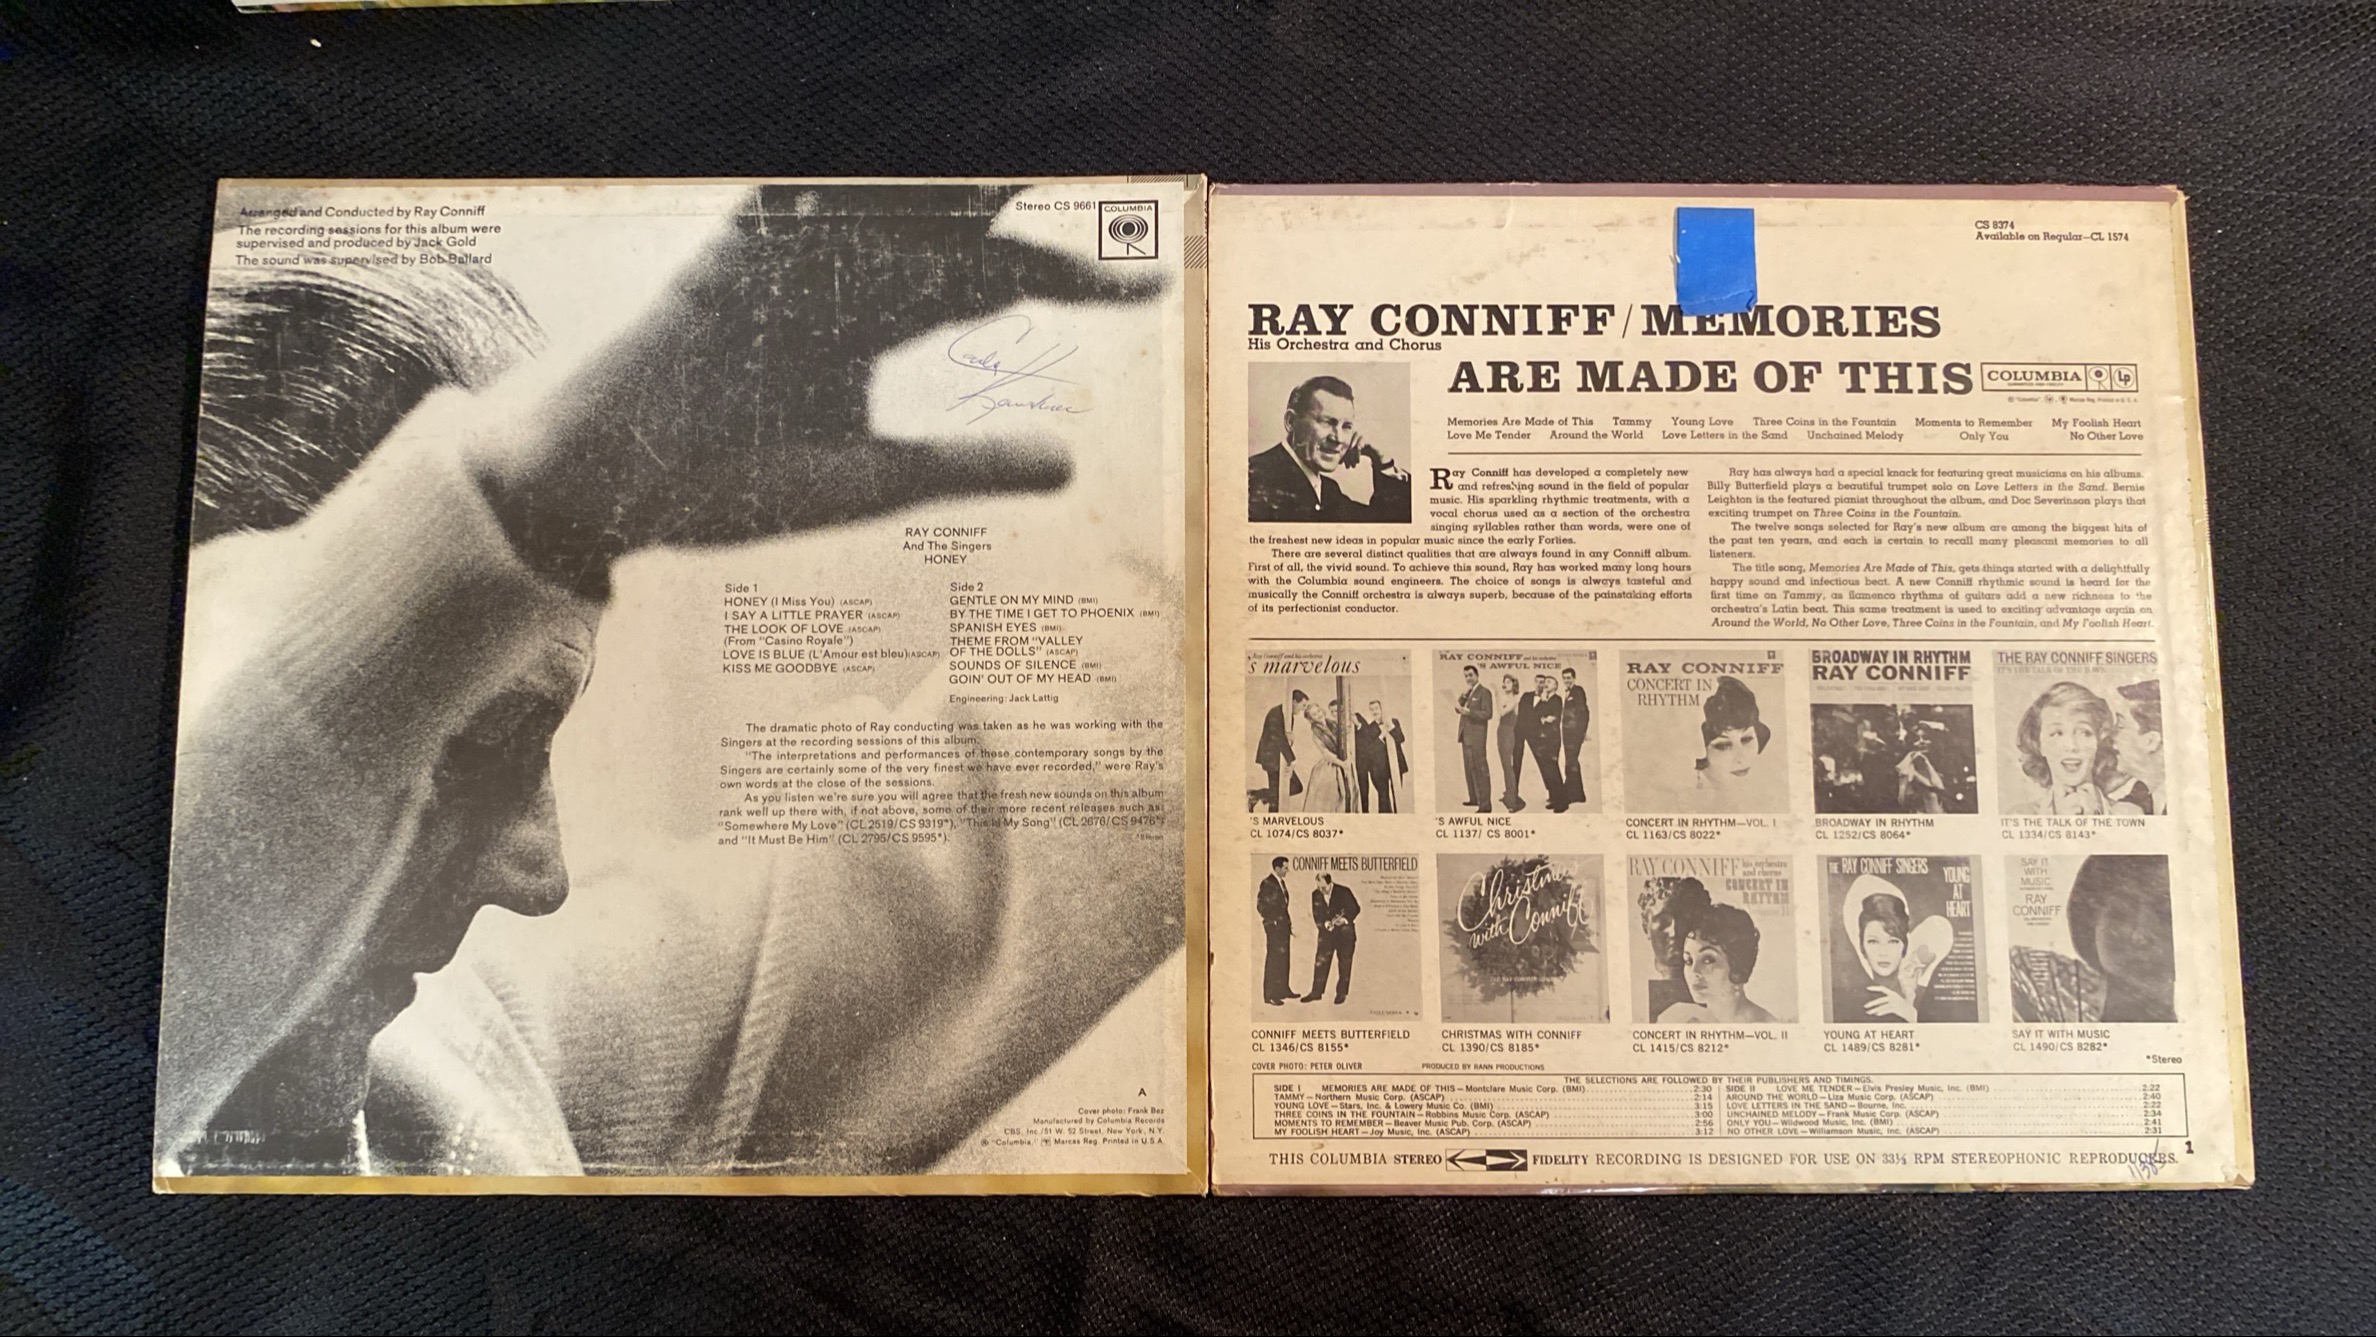 Arranged and Conducted by Ray Conniff
The recording sessions for this album were
supervised and produced by Jack Gold
The sound was supervised by Bob Ballard
Stereo CS 9661
COLUMBIA
RAY CONNIFF
And The Singers
HONEY
Side 1
HONEY (I Miss You) (ASCAP)
I SAY A LITTLE PRAYER (ASCAP)
THE LOOK OF LOVE (ASCAP)
(From "Casino Royale")
LOVE IS BLUE (L'Amour est bleu) (ASCAP)
KISS ME GOODBYE (ASCAP)
Side 2
GENTLE ON MY MIND (BMI)
BY THE TIME I GET TO PHOENIX (BMI)
SPANISH EYES (BMI)
THEME FROM "VALLEY
OF THE DOLLS" (ASCAP)
SOUNDS OF SILENCE (BMI)
GOIN' OUT OF MY HEAD (BMI)
Engineering: Jack Lattig
The dramatic photo of Ray conducting was taken as he was working with the
Singers at the recording sessions of this album.
"The interpretations and performances of these contemporary songs by the
Singers are certainly some of the very finest we have ever recorded," were Ray's
own words at the close of the sessions.
As you listen we're sure you will agree that the fresh new sounds on this album
rank well up there with, if not above, some of their more recent releases such as:
"Somewhere My Love" (CL 2519/CS 9319*), "This Is My Song" (CL 2676/CS 9476*)
and "It Must Be Him" (CL 2795/CS 9595*).
*Stereo
A
Cover photo: Frank Bez
Manufactured by Columbia Records
CBS, Inc./51 W. 52 Street, New York, N.Y.
® "Columbia," Marcas Reg. Printed in U.S.A.
CS 8374
Available on Regular—CL 1574
RAY CONNIFF/MEMORIES
His Orchestra and Chorus
ARE MADE OF THIS
COLUMBIA Lp
Memories Are Made of This Tammy Young Love Three Coins in the Fountain Moments to Remember My Foolish Heart
Love Me Tender Around the World Love Letters in the Sand Unchained Melody Only You No Other Love
Ray Conniff has developed a completely new
and refreshing sound in the field of popular
music. His sparkling rhythmic treatments, with a
vocal chorus used as a section of the orchestra
singing syllables rather than words, were one of
the freshest new ideas in popular music since the early Forties.
There are several distinct qualities that are always found in any Conniff album.
First of all, the vivid sound. To achieve this sound, Ray has worked many long hours
with the Columbia sound engineers. The choice of songs is always tasteful and
musically the Conniff orchestra is always superb, because of the painstaking efforts
of its perfectionist conductor.
Ray has always had a special knack for featuring great musicians on his albums.
Billy Butterfield plays a beautiful trumpet solo on Love Letters in the Sand. Bernie
Leighton is the featured pianist throughout the album, and Doc Severinson plays that
exciting trumpet on Three Coins in the Fountain.
The twelve songs selected for Ray's new album are among the biggest hits of
the past ten years, and each is certain to recall many pleasant memories to all
listeners.
The title song, Memories Are Made of This, gets things started with a delightfully
happy sound and infectious beat. A new Conniff rhythmic sound is heard for the
first time on Tammy, as flamenco rhythms of guitars add a new richness to the
orchestra's Latin beat. This same treatment is used to exciting advantage again on
Around the World, No Other Love, Three Coins in the Fountain, and My Foolish Heart.
's marvelous
RAY CONNIFF and his orchestra
'S AWFUL NICE
RAY CONNIFF
CONCERT IN
RHYTHM
BROADWAY IN RHYTHM
RAY CONNIFF
THE RAY CONNIFF SINGERS
IT'S THE TALK OF THE TOWN
'S MARVELOUS
CL 1074/CS 8037*
'S AWFUL NICE
CL 1137/ CS 8001*
CONCERT IN RHYTHM—VOL. I
CL 1163/CS 8022*
BROADWAY IN RHYTHM
CL 1252/CS 8064*
IT'S THE TALK OF THE TOWN
CL 1334/CS 8143*
CONNIFF MEETS BUTTERFIELD
Christmas
with Conniff
RAY CONNIFF his orchestra
and chorus
CONCERT IN
RHYTHM
THE RAY CONNIFF SINGERS
YOUNG
AT
HEART
SAY IT
WITH
MUSIC
RAY
CONNIFF
CONNIFF MEETS BUTTERFIELD
CL 1346/CS 8155*
CHRISTMAS WITH CONNIFF
CL 1390/CS 8185*
CONCERT IN RHYTHM—VOL. II
CL 1415/CS 8212*
YOUNG AT HEART
CL 1489/CS 8281*
SAY IT WITH MUSIC
CL 1490/CS 8282*
*Stereo
COVER PHOTO: PETER OLIVER
PRODUCED BY RANN PRODUCTIONS
THE SELECTIONS ARE FOLLOWED BY THEIR PUBLISHERS AND TIMINGS.
SIDE I MEMORIES ARE MADE OF THIS—Montclare Music Corp. (BMI) 2:30
TAMMY—Northern Music Corp. (ASCAP) 2:14
YOUNG LOVE—Stars, Inc. & Lowery Music Co. (BMI) 3:15
THREE COINS IN THE FOUNTAIN—Robbins Music Corp. (ASCAP) 3:00
MOMENTS TO REMEMBER—Beaver Music Pub. Corp. (ASCAP) 2:56
MY FOOLISH HEART—Joy Music, Inc. (ASCAP) 3:12
SIDE II LOVE ME TENDER—Elvis Presley Music, Inc. (BMI) 2:22
AROUND THE WORLD—Liza Music Corp. (ASCAP) 2:40
LOVE LETTERS IN THE SAND—Bourne, Inc. 2:22
UNCHAINED MELODY—Frank Music Corp. (ASCAP) 2:34
ONLY YOU—Wildwood Music, Inc. (BMI) 2:41
NO OTHER LOVE—Williamson Music, Inc. (ASCAP) 2:31
1
THIS COLUMBIA STEREO FIDELITY RECORDING IS DESIGNED FOR USE ON 33⅓ RPM STEREOPHONIC REPRODUCERS.